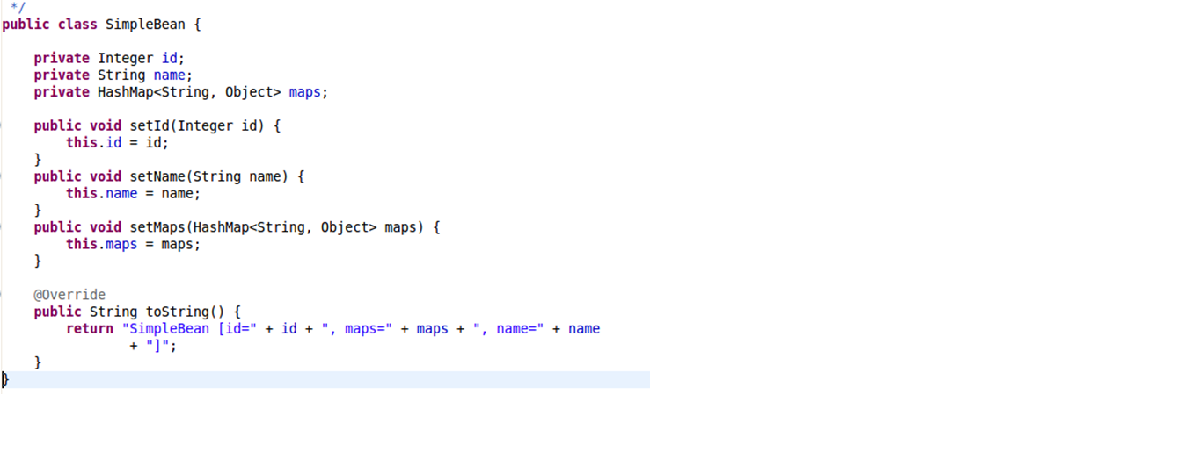 */
public class SimpleBean {
private Integer id;
private String name;
private HashMap<String, Object> maps;
public void setId(Integer id) {
this.id = id;
}
public void setName(String name) {
this.name = name;
}
public void setMaps(HashMap<String, Object> maps) {
this.maps = maps;
}
@Override
public String toString() {
return "SimpleBean [id=" + id + ", maps=" + maps + ", name=" + name
+ "]";
}
}